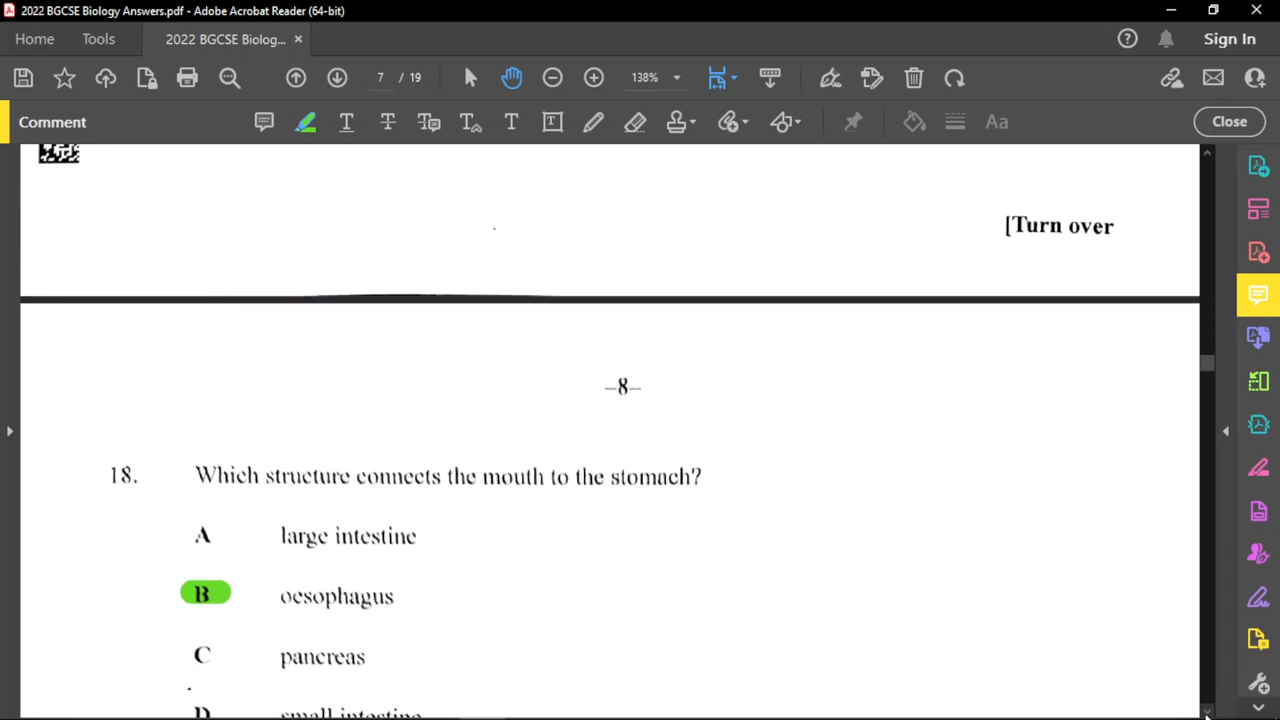 2022 BGCSE Biology Answers.pdf - Adobe Acrobat Reader (64-bit)
Home Tools 2022 BGCSE Biolog... × Sign In
7 / 19 138%
Comment Aa Close
[Turn over
–8–
18. Which structure connects the mouth to the stomach?
A large intestine
B oesophagus
C pancreas
D small intestine